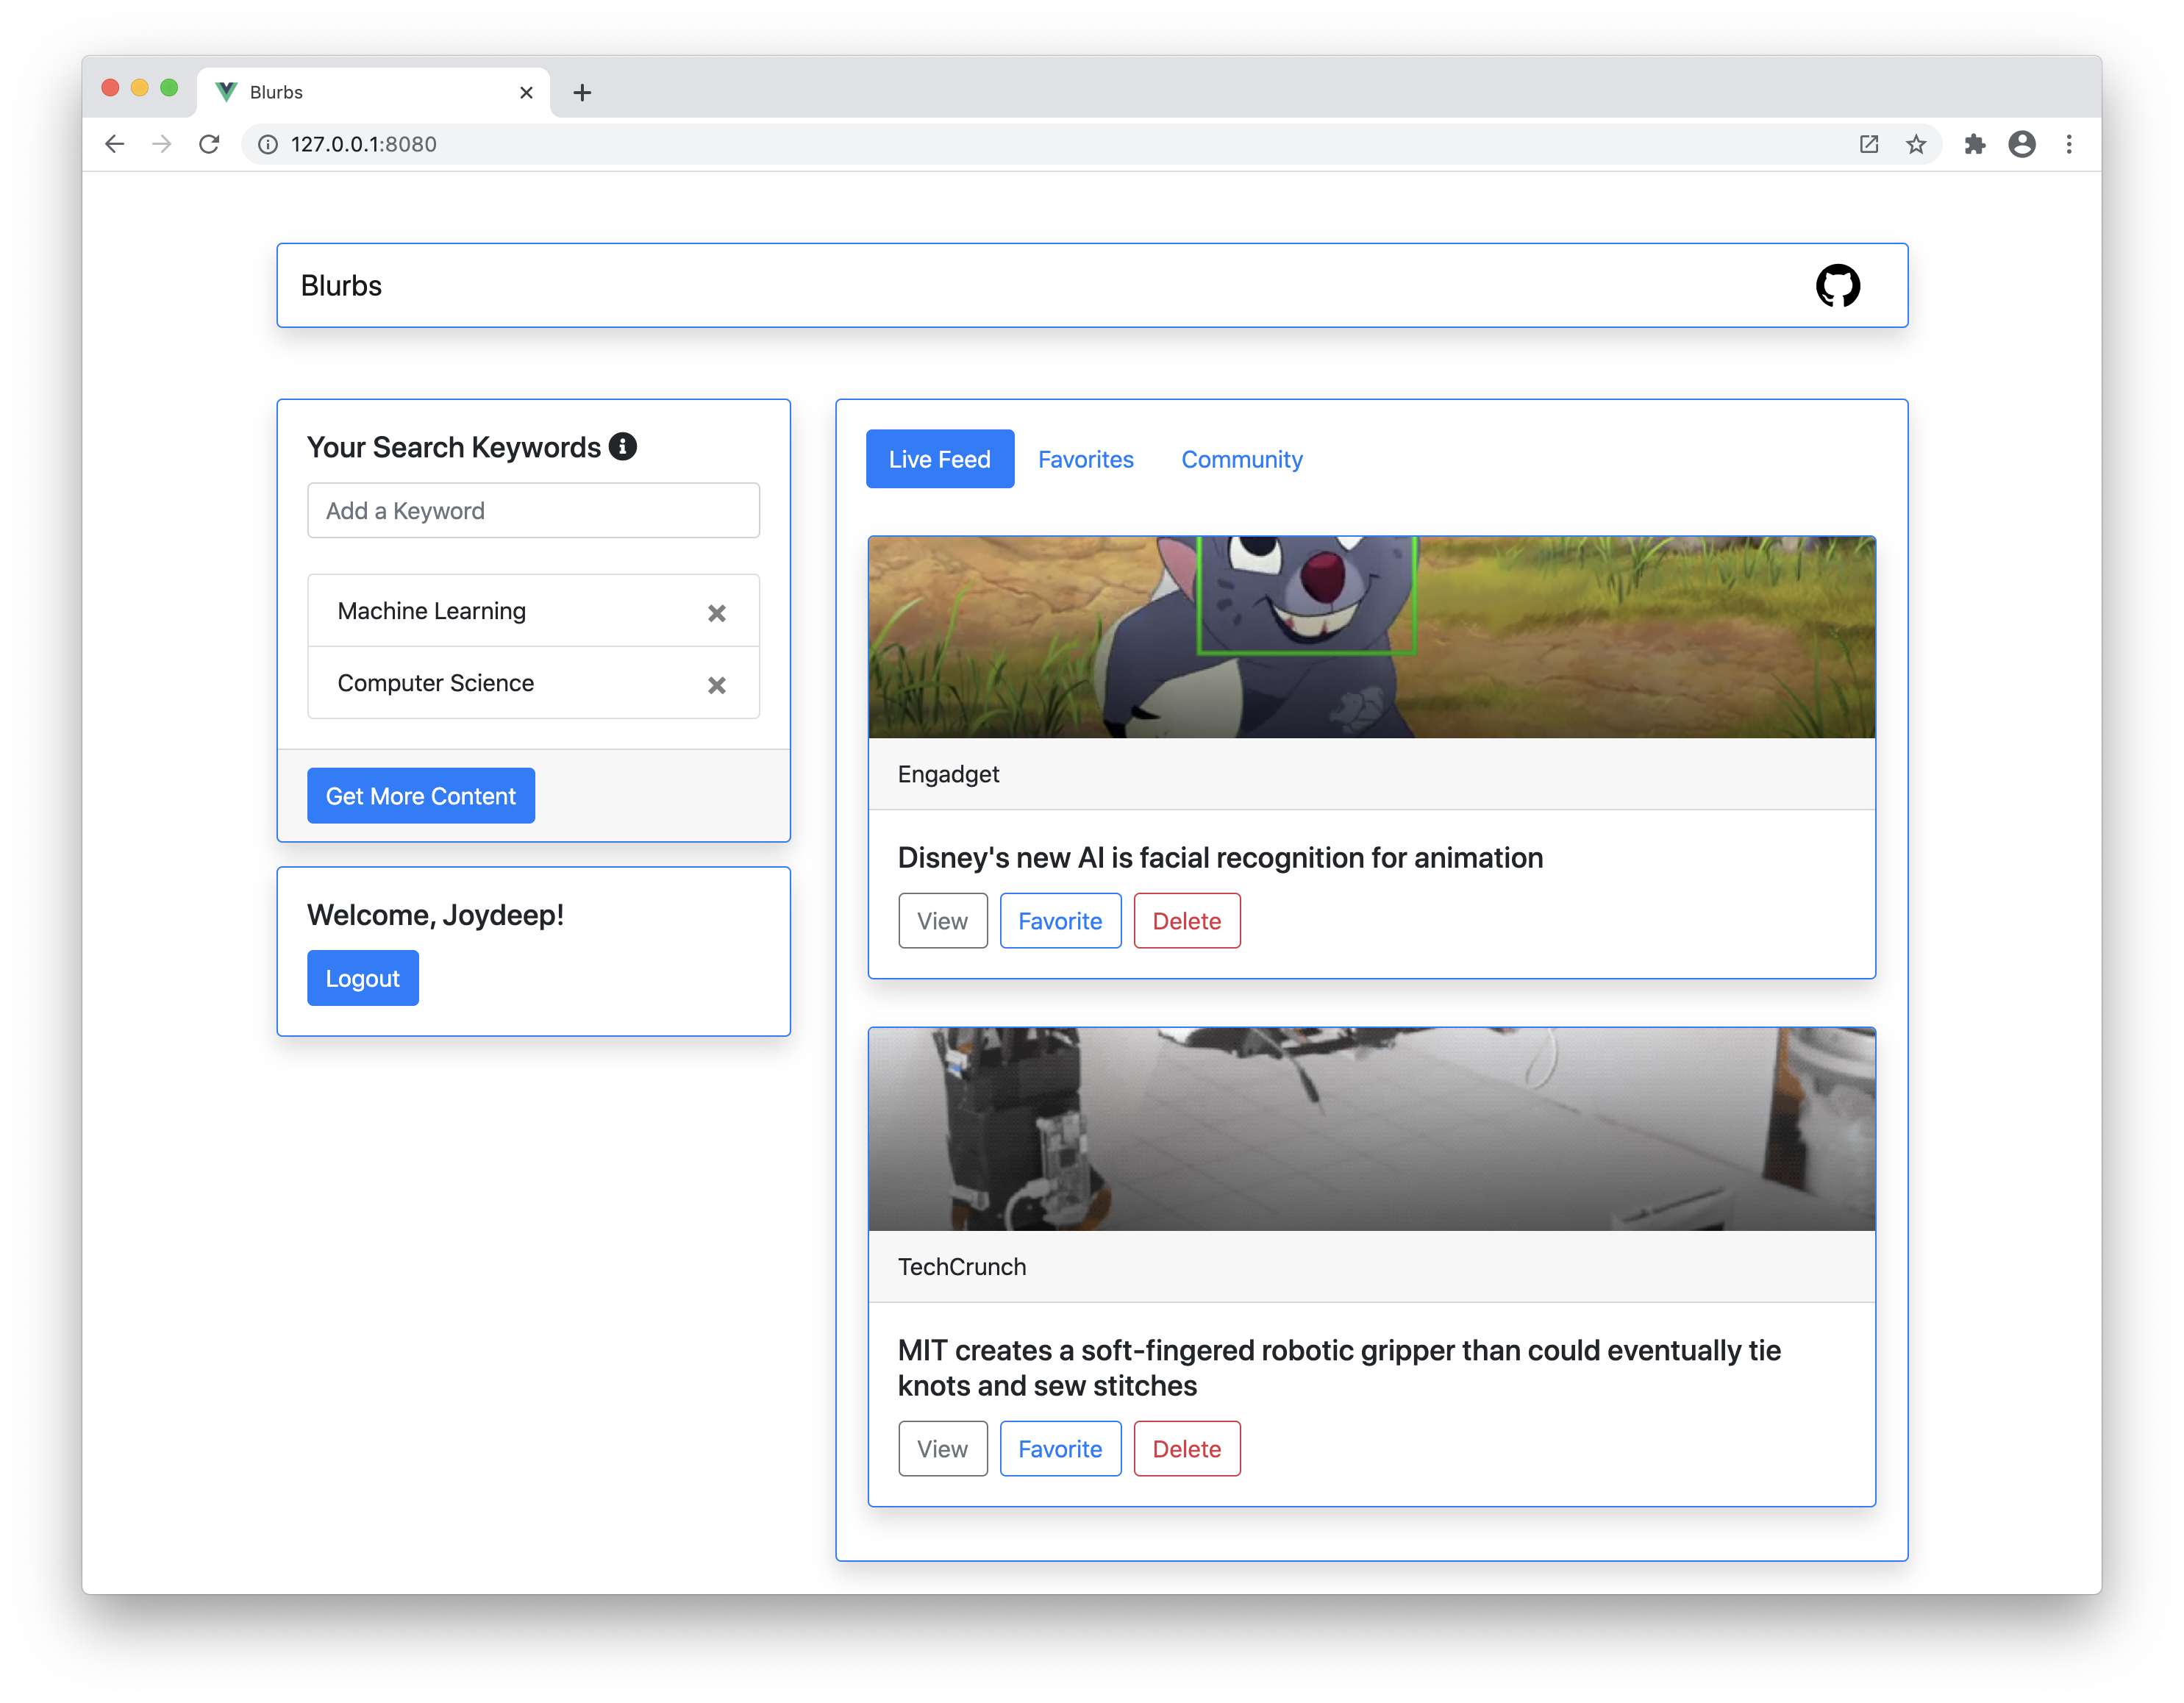 Blurbs
127.0.0.1:8080
Blurbs
Your Search Keywords
Add a Keyword
Machine Learning
Computer Science
Get More Content
Welcome, Joydeep!
Logout
Live Feed Favorites Community
Engadget
Disney's new AI is facial recognition for animation
View Favorite Delete
TechCrunch
MIT creates a soft-fingered robotic gripper than could eventually tie
knots and sew stitches
View Favorite Delete